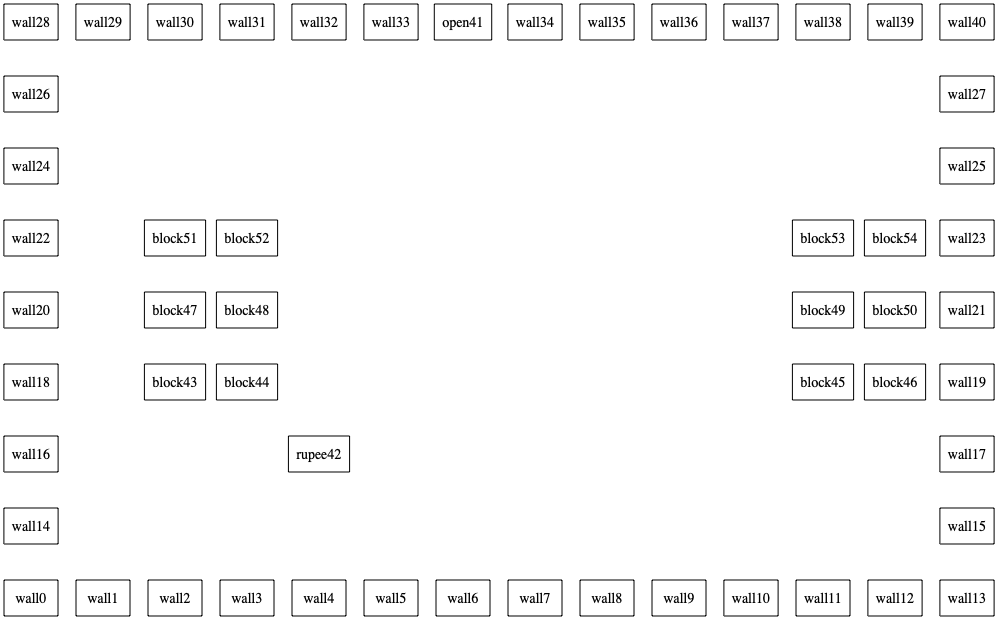 wall28 wall29 wall30 wall31 wall32 wall33 open41 wall34 wall35 wall36 wall37 wall38 wall39 wall40
wall26 wall27
wall24 wall25
wall22 block51 block52 block53 block54 wall23
wall20 block47 block48 block49 block50 wall21
wall18 block43 block44 block45 block46 wall19
wall16 rupee42 wall17
wall14 wall15
wall0 wall1 wall2 wall3 wall4 wall5 wall6 wall7 wall8 wall9 wall10 wall11 wall12 wall13